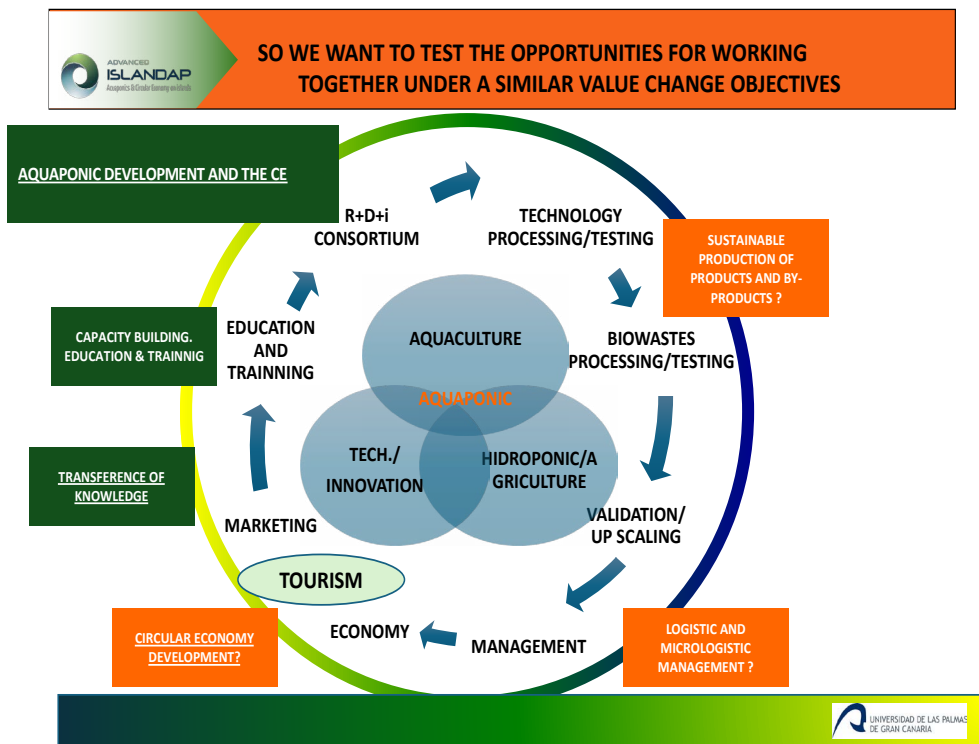 ADVANCED
ISLANDAP
Aquaponics & Circular Economy on islands
SO WE WANT TO TEST THE OPPORTUNITIES FOR WORKING
TOGETHER UNDER A SIMILAR VALUE CHANGE OBJECTIVES
AQUAPONIC DEVELOPMENT AND THE CE
R+D+i
CONSORTIUM
TECHNOLOGY
PROCESSING/TESTING
SUSTAINABLE
PRODUCTION OF
PRODUCTS AND BY-
PRODUCTS ?
CAPACITY BUILDING.
EDUCATION & TRAINNIG
EDUCATION
AND
TRAINNING
AQUACULTURE
BIOWASTES
PROCESSING/TESTING
AQUAPONIC
TECH./
INNOVATION
HIDROPONIC/A
GRICULTURE
TRANSFERENCE OF
KNOWLEDGE
MARKETING
VALIDATION/
UP SCALING
TOURISM
CIRCULAR ECONOMY
DEVELOPMENT?
ECONOMY
MANAGEMENT
LOGISTIC AND
MICROLOGISTIC
MANAGEMENT ?
UNIVERSIDAD DE LAS PALMAS
DE GRAN CANARIA